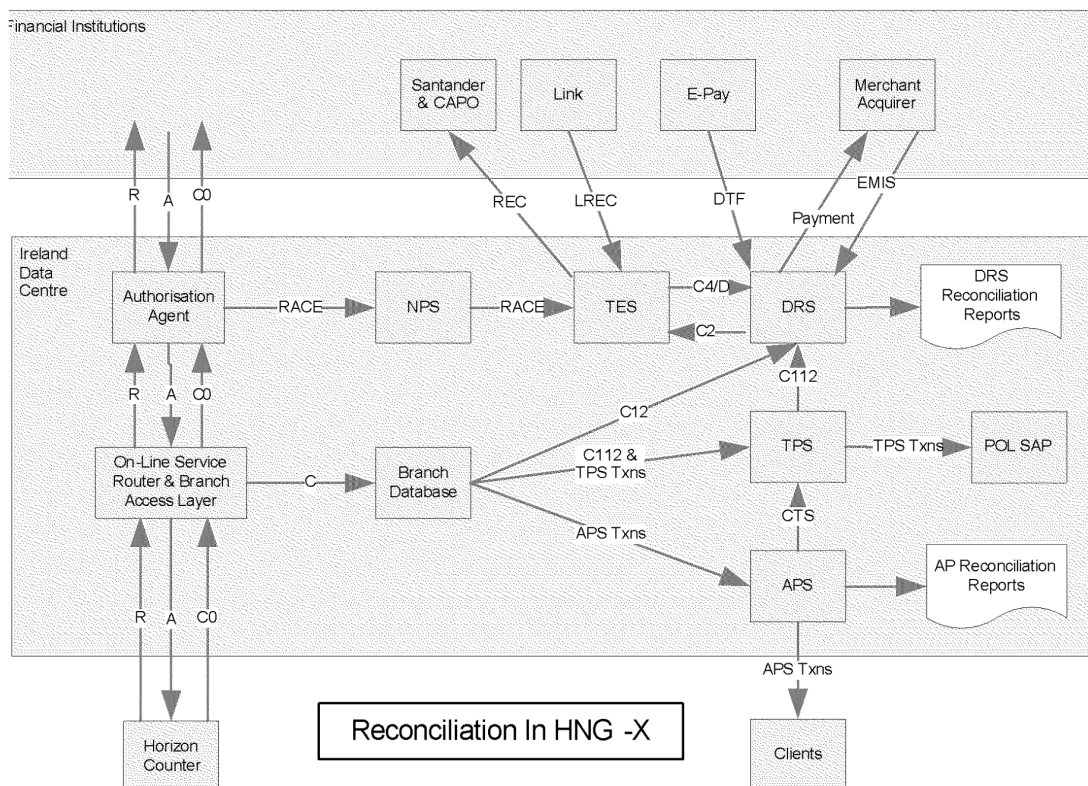 Financial Institutions
Santander
& CAPO
Link
E-Pay
Merchant
Acquirer
R
A
C0
REC
LREC
DTF
Payment
EMIS
Ireland
Data
Centre
Authorisation
Agent
RACE
NPS
RACE
TES
C4/D
C2
DRS
DRS
Reconciliation
Reports
R
A
C0
C12
C112
On-Line Service
Router & Branch
Access Layer
C
Branch
Database
C112 &
TPS Txns
TPS
TPS Txns
POL SAP
APS Txns
CTS
APS
AP Reconciliation
Reports
R
A
C0
APS Txns
Horizon
Counter
Reconciliation In HNG -X
Clients